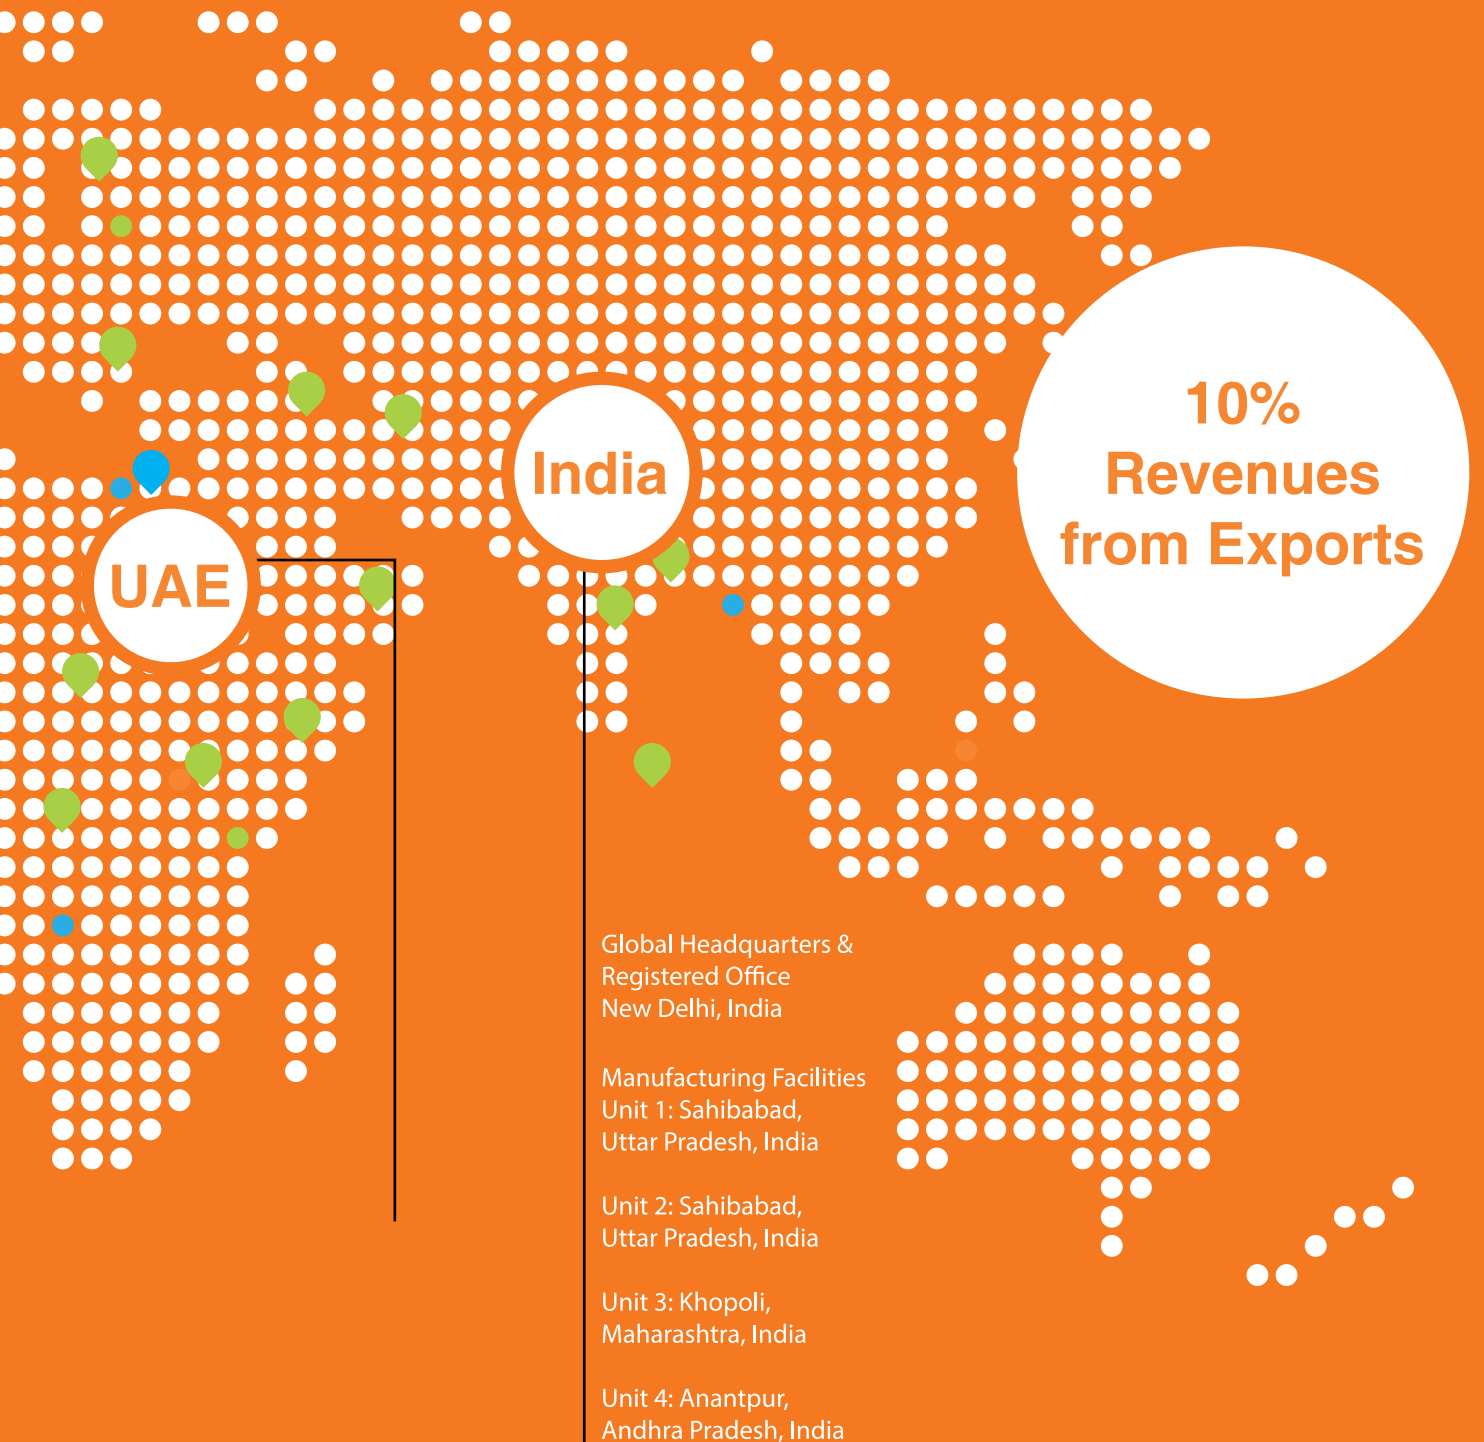 10%
Revenues
from Exports
India
UAE
Global Headquarters &
Registered Office
New Delhi, India
Manufacturing Facilities
Unit 1: Sahibabad,
Uttar Pradesh, India
Unit 2: Sahibabad,
Uttar Pradesh, India
Unit 3: Khopoli,
Maharashtra, India
Unit 4: Anantpur,
Andhra Pradesh, India